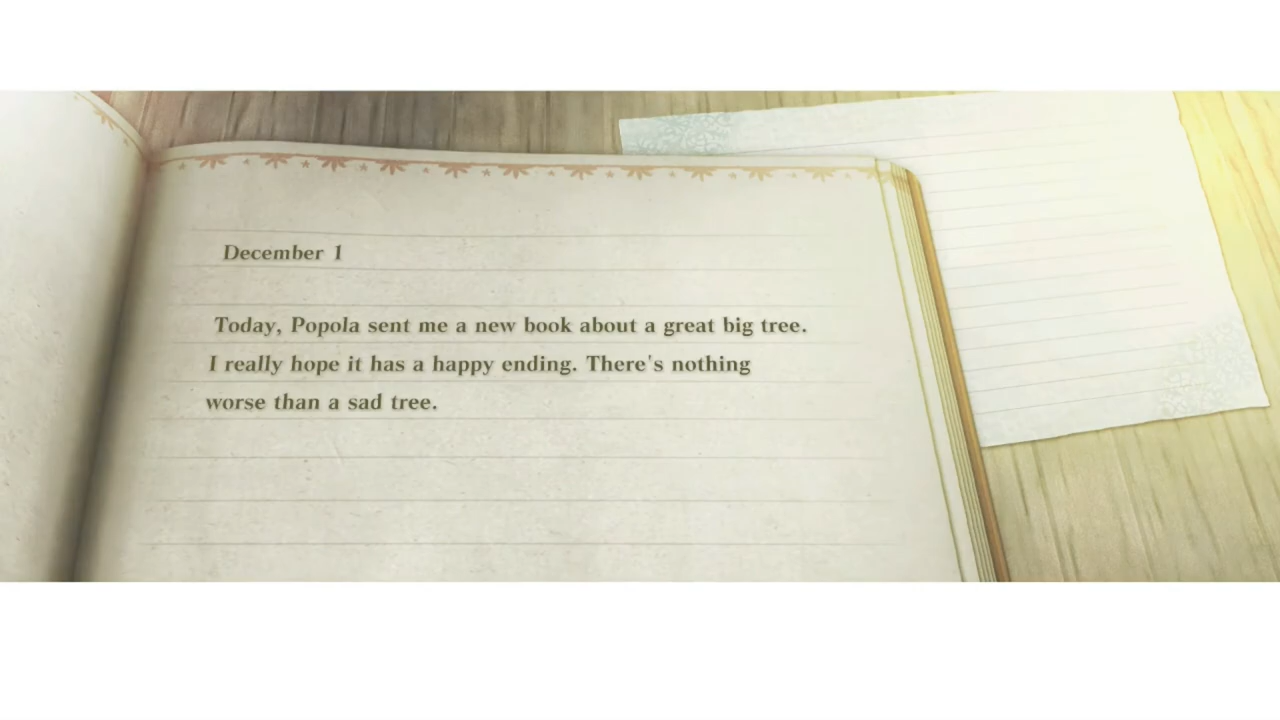 December 1
Today, Popola sent me a new book about a great big tree.
I really hope it has a happy ending. There's nothing
worse than a sad tree.